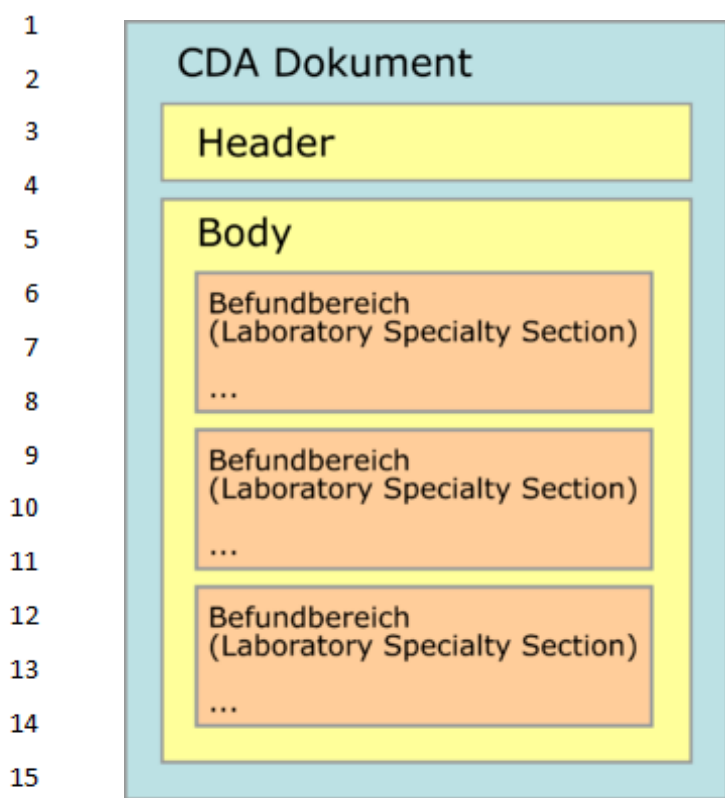 1
CDA Dokument
2
3
Header
4
5
Body
6
Befundbereich
(Laboratory Specialty Section)
7
...
8
9
Befundbereich
(Laboratory Specialty Section)
10
...
11
12
Befundbereich
(Laboratory Specialty Section)
13
...
14
15